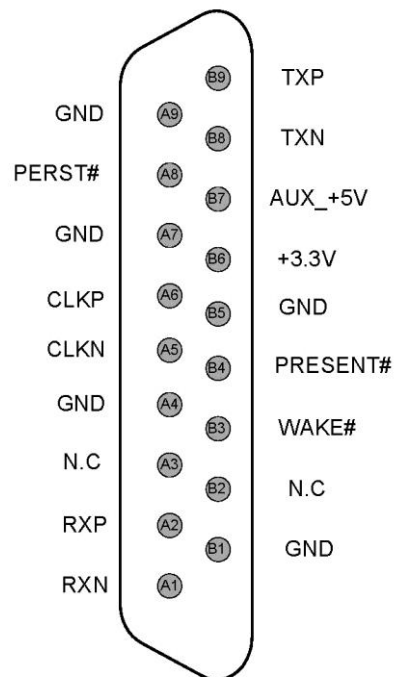 B9 TXP
GND A9
B8 TXN
PERST# A8
B7 AUX_+5V
GND A7
B6 +3.3V
CLKP A6
B5 GND
CLKN A5
B4 PRESENT#
GND A4
B3 WAKE#
N.C A3
B2 N.C
RXP A2
B1 GND
RXN A1